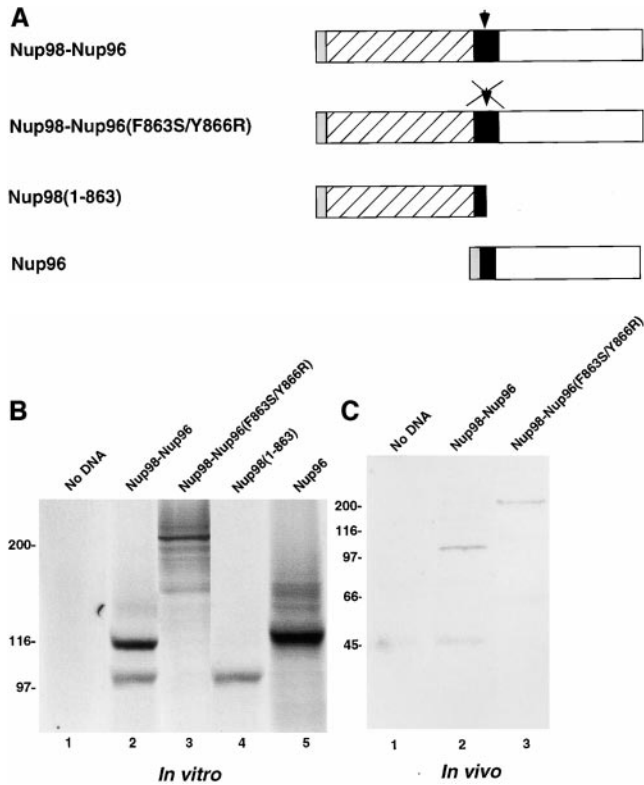 A
Nup98-Nup96
Nup98-Nup96(F863S/Y866R)
Nup98(1-863)
Nup96
B
No DNA
Nup98-Nup96
Nup98-Nup96(F863S/Y866R)
Nup98(1-863)
Nup96
200-
116-
97-
1 2 3 4 5
In vitro
C
No DNA
Nup98-Nup96
Nup98-Nup96(F863S/Y866R)
200-
116-
97-
66-
45-
1 2 3
In vivo